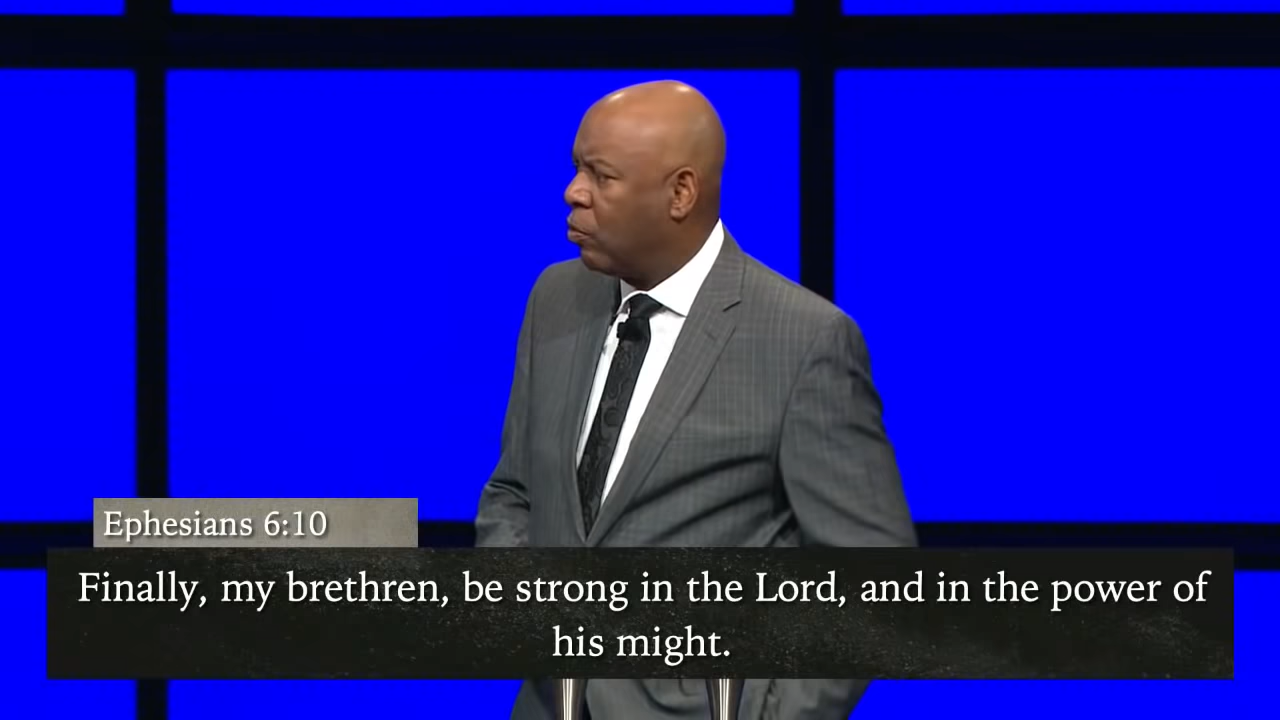 Ephesians 6:10
Finally, my brethren, be strong in the Lord, and in the power of
his might.